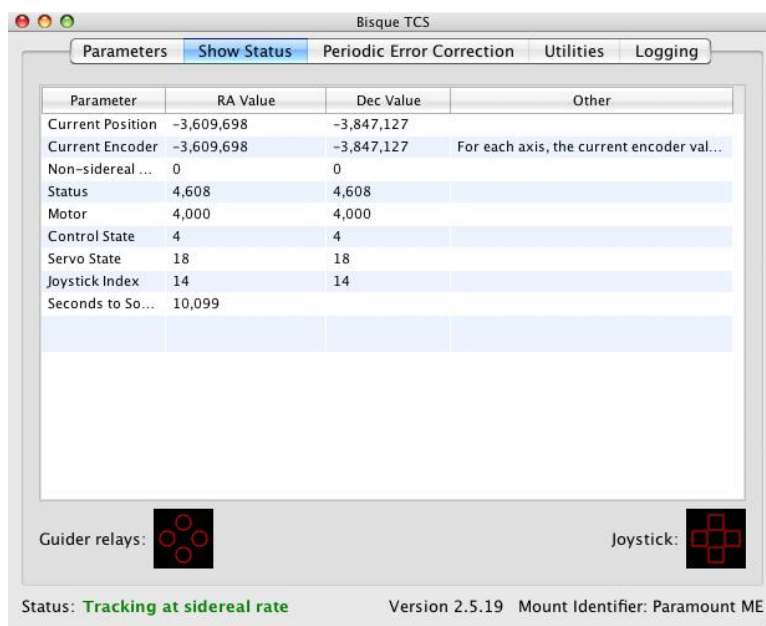 Bisque TCS
Parameters Show Status Periodic Error Correction Utilities Logging
Parameter RA Value Dec Value Other
Current Position -3,609,698 -3,847,127
Current Encoder -3,609,698 -3,847,127 For each axis, the current encoder val...
Non-sidereal ... 0 0
Status 4,608 4,608
Motor 4,000 4,000
Control State 4 4
Servo State 18 18
Joystick Index 14 14
Seconds to So... 10,099
Guider relays: Joystick:
Status: Tracking at sidereal rate Version 2.5.19 Mount Identifier: Paramount ME